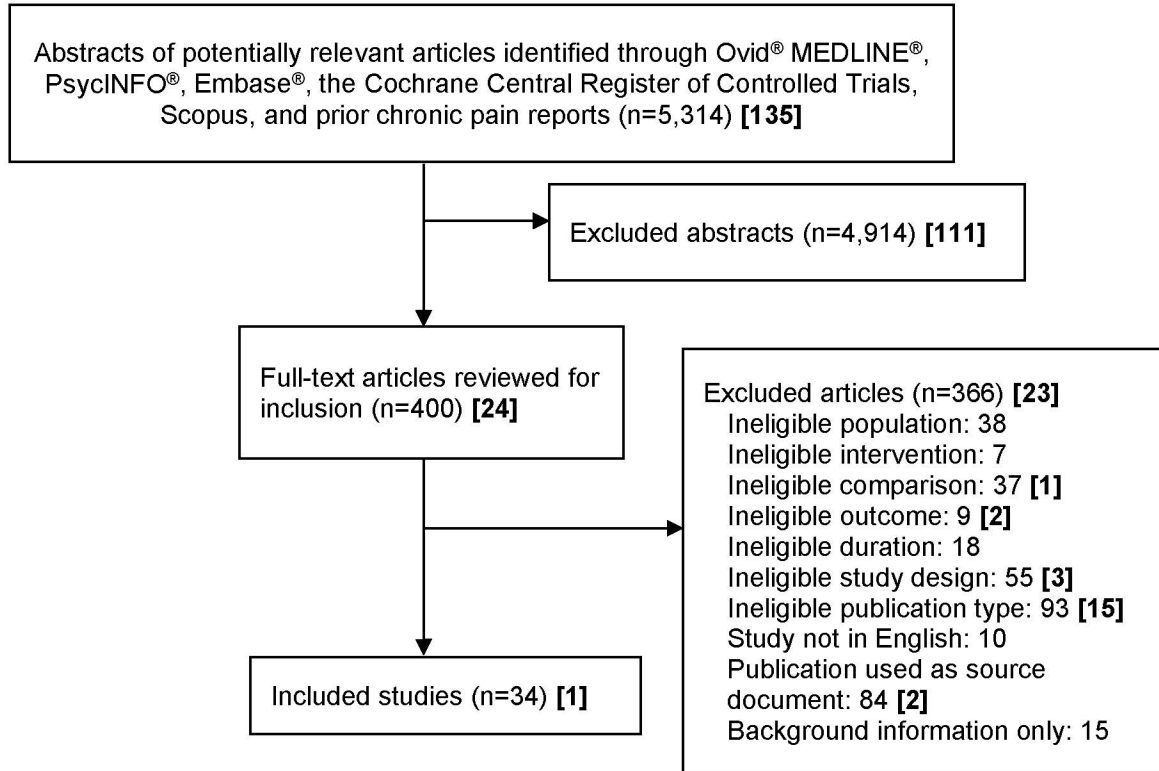 Abstracts of potentially relevant articles identified through Ovid® MEDLINE®,
PsycINFO®, Embase®, the Cochrane Central Register of Controlled Trials,
Scopus, and prior chronic pain reports (n=5,314) [135]
Excluded abstracts (n=4,914) [111]
Full-text articles reviewed for
inclusion (n=400) [24]
Excluded articles (n=366) [23]
Ineligible population: 38
Ineligible intervention: 7
Ineligible comparison: 37 [1]
Ineligible outcome: 9 [2]
Ineligible duration: 18
Ineligible study design: 55 [3]
Ineligible publication type: 93 [15]
Study not in English: 10
Publication used as source
document: 84 [2]
Background information only: 15
Included studies (n=34) [1]